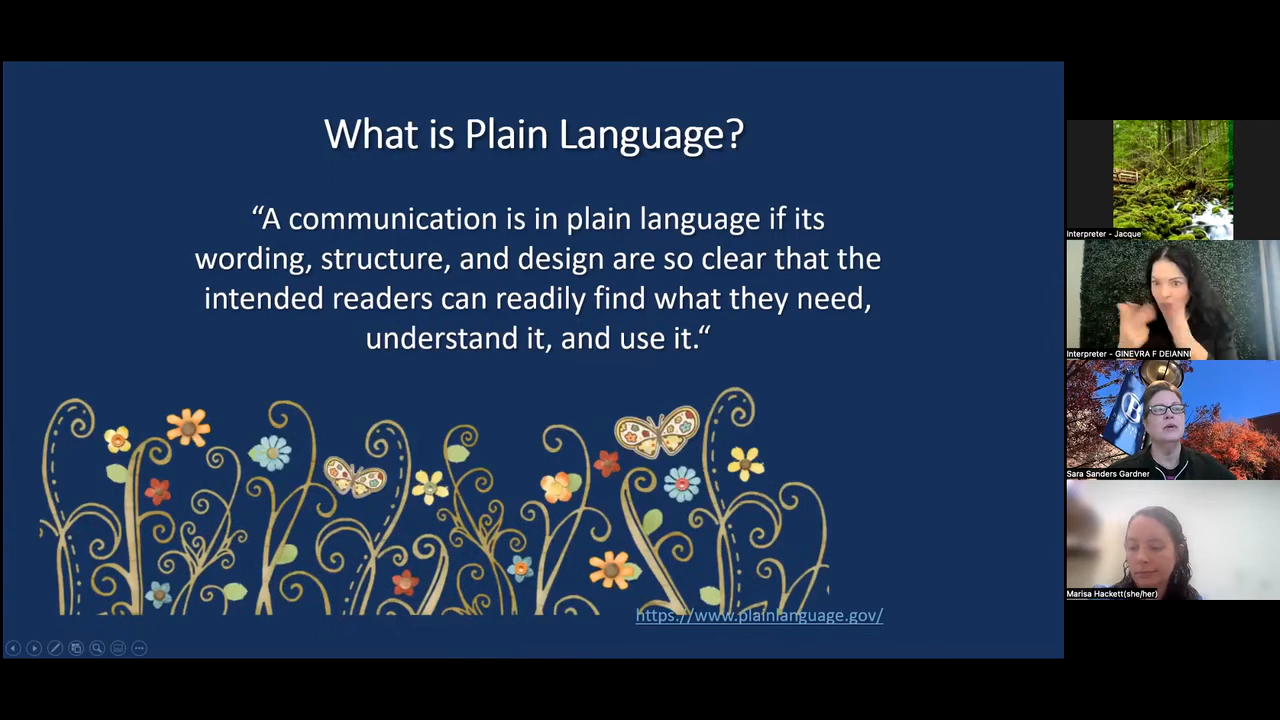 What is Plain Language?
“A communication is in plain language if its
wording, structure, and design are so clear that the
intended readers can readily find what they need,
understand it, and use it.“
https://www.plainlanguage.gov/
Interpreter - Jacque
Interpreter - GINEVRA F DEIANNI
Sara Sanders Gardner
B
Marisa Hackett(she/her)